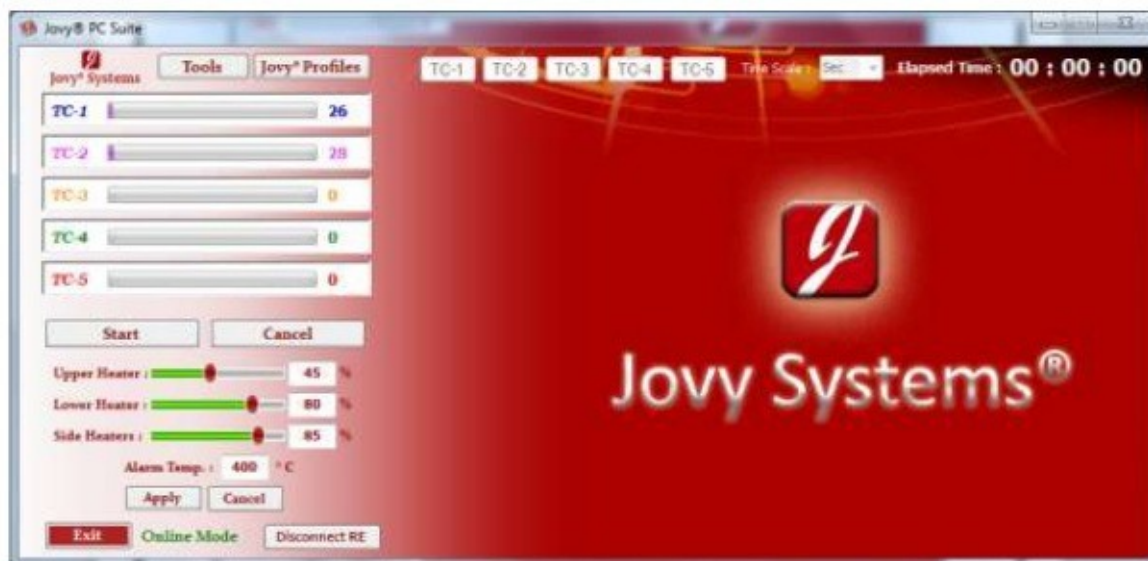 Jovy® PC Suite
Jovy® Systems Tools Jovy® Profiles TC-1 TC-2 TC-3 TC-4 TC-5 Time Scale : Sec Elapsed Time : 00 : 00 : 00
TC-1 26
TC-2 28
TC-3 0
TC-4 0
TC-5 0
Start Cancel
Upper Heater : 45 %
Lower Heater : 80 %
Side Heaters : 85 %
Alarm Temp. : 400 ° C
Apply Cancel
Exit Online Mode Disconnect RE
J
Jovy Systems®